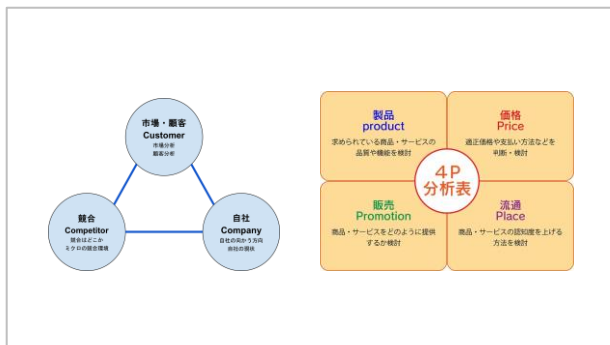 市場・顧客
Customer
市場分析
顧客分析
競合
Competitor
競合はどこか
ミクロの競合環境
自社
Company
自社の向かう方向
自社の現状
製品
product
求められている商品・サービスの
品質や機能を検討
価格
Price
適正価格や支払い方法などを
判断・検討
4P
分析表
販売
Promotion
商品・サービスをどのように提供
するか検討
流通
Place
商品・サービスの認知度を上げる
方法を検討